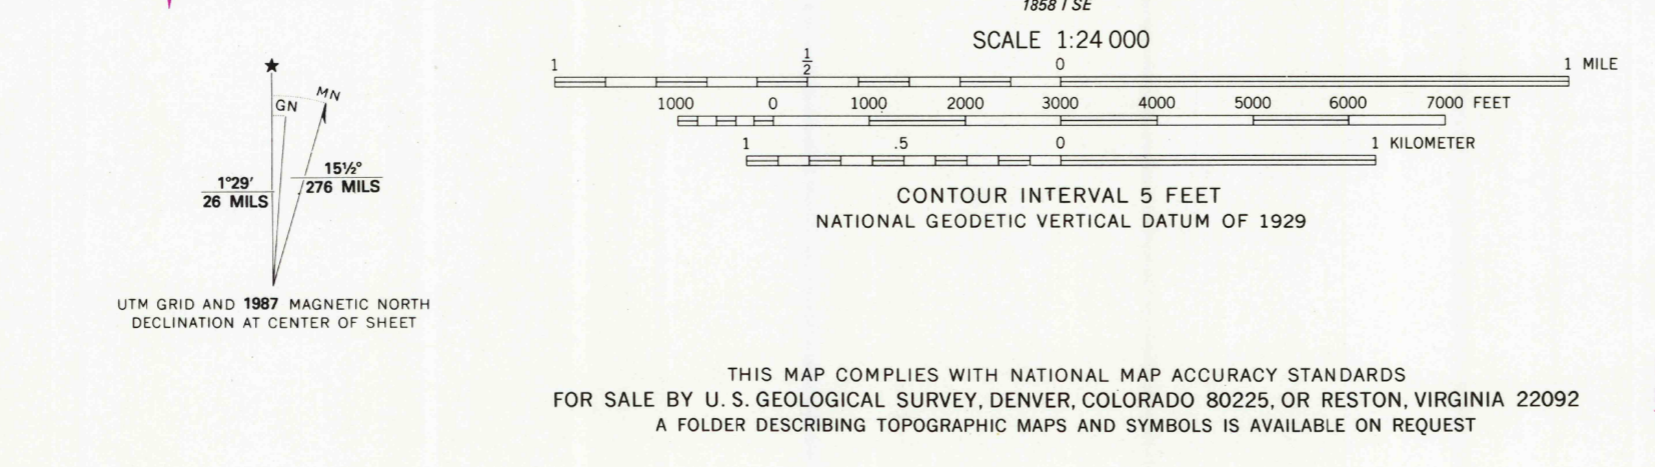 1858 I SE
SCALE 1:24 000
1 1/2 0 1 MILE
1000 0 1000 2000 3000 4000 5000 6000 7000 FEET
1 .5 0 1 KILOMETER
CONTOUR INTERVAL 5 FEET
NATIONAL GEODETIC VERTICAL DATUM OF 1929
★
GN
MN
1°29′
26 MILS
15½°
276 MILS
UTM GRID AND 1987 MAGNETIC NORTH
DECLINATION AT CENTER OF SHEET
THIS MAP COMPLIES WITH NATIONAL MAP ACCURACY STANDARDS
FOR SALE BY U. S. GEOLOGICAL SURVEY, DENVER, COLORADO 80225, OR RESTON, VIRGINIA 22092
A FOLDER DESCRIBING TOPOGRAPHIC MAPS AND SYMBOLS IS AVAILABLE ON REQUEST